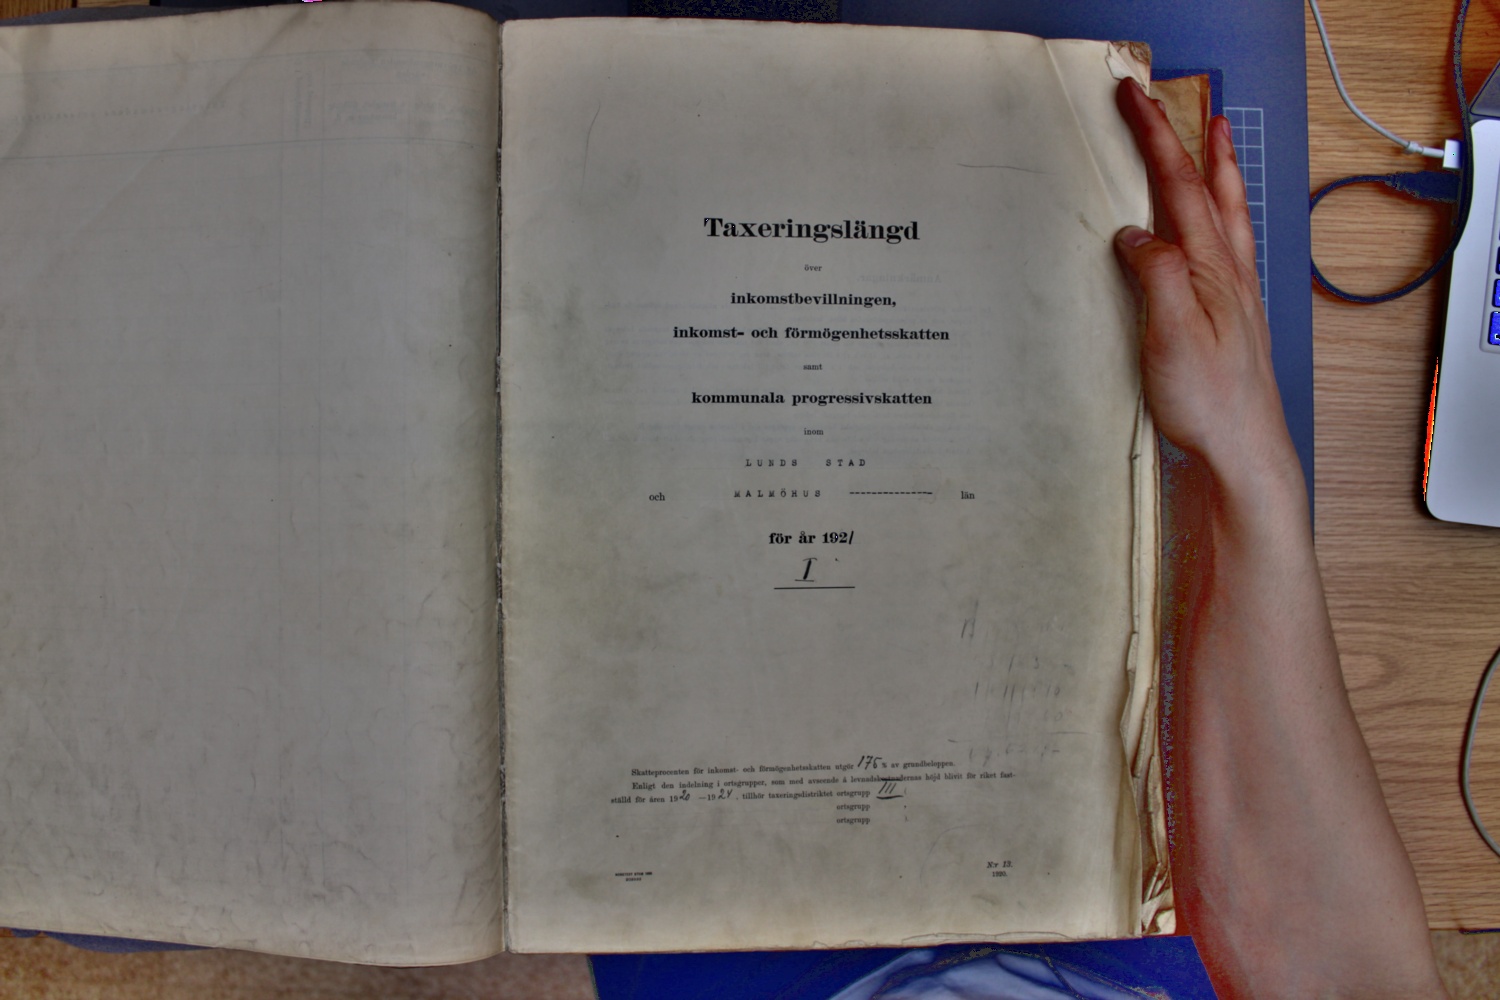 Taxeringslängd
över
inkomstbevillningen,
inkomst- och förmögenhetsskatten
samt
kommunala progressivskatten
inom
LUNDS STAD
och MALMÖHUS -------------- län
för år 1921
I
Skatteprocenten för inkomst- och förmögenhetsskatten utgör 175 % av grundbeloppen.
Enligt den indelning i ortsgrupper, som med avseende å levnadskostnadernas höjd blivit för riket fast-
ställd för åren 1920 —1924, tillhör taxeringsdistriktet ortsgrupp III
ortsgrupp
ortsgrupp
Nr 13.
1920.